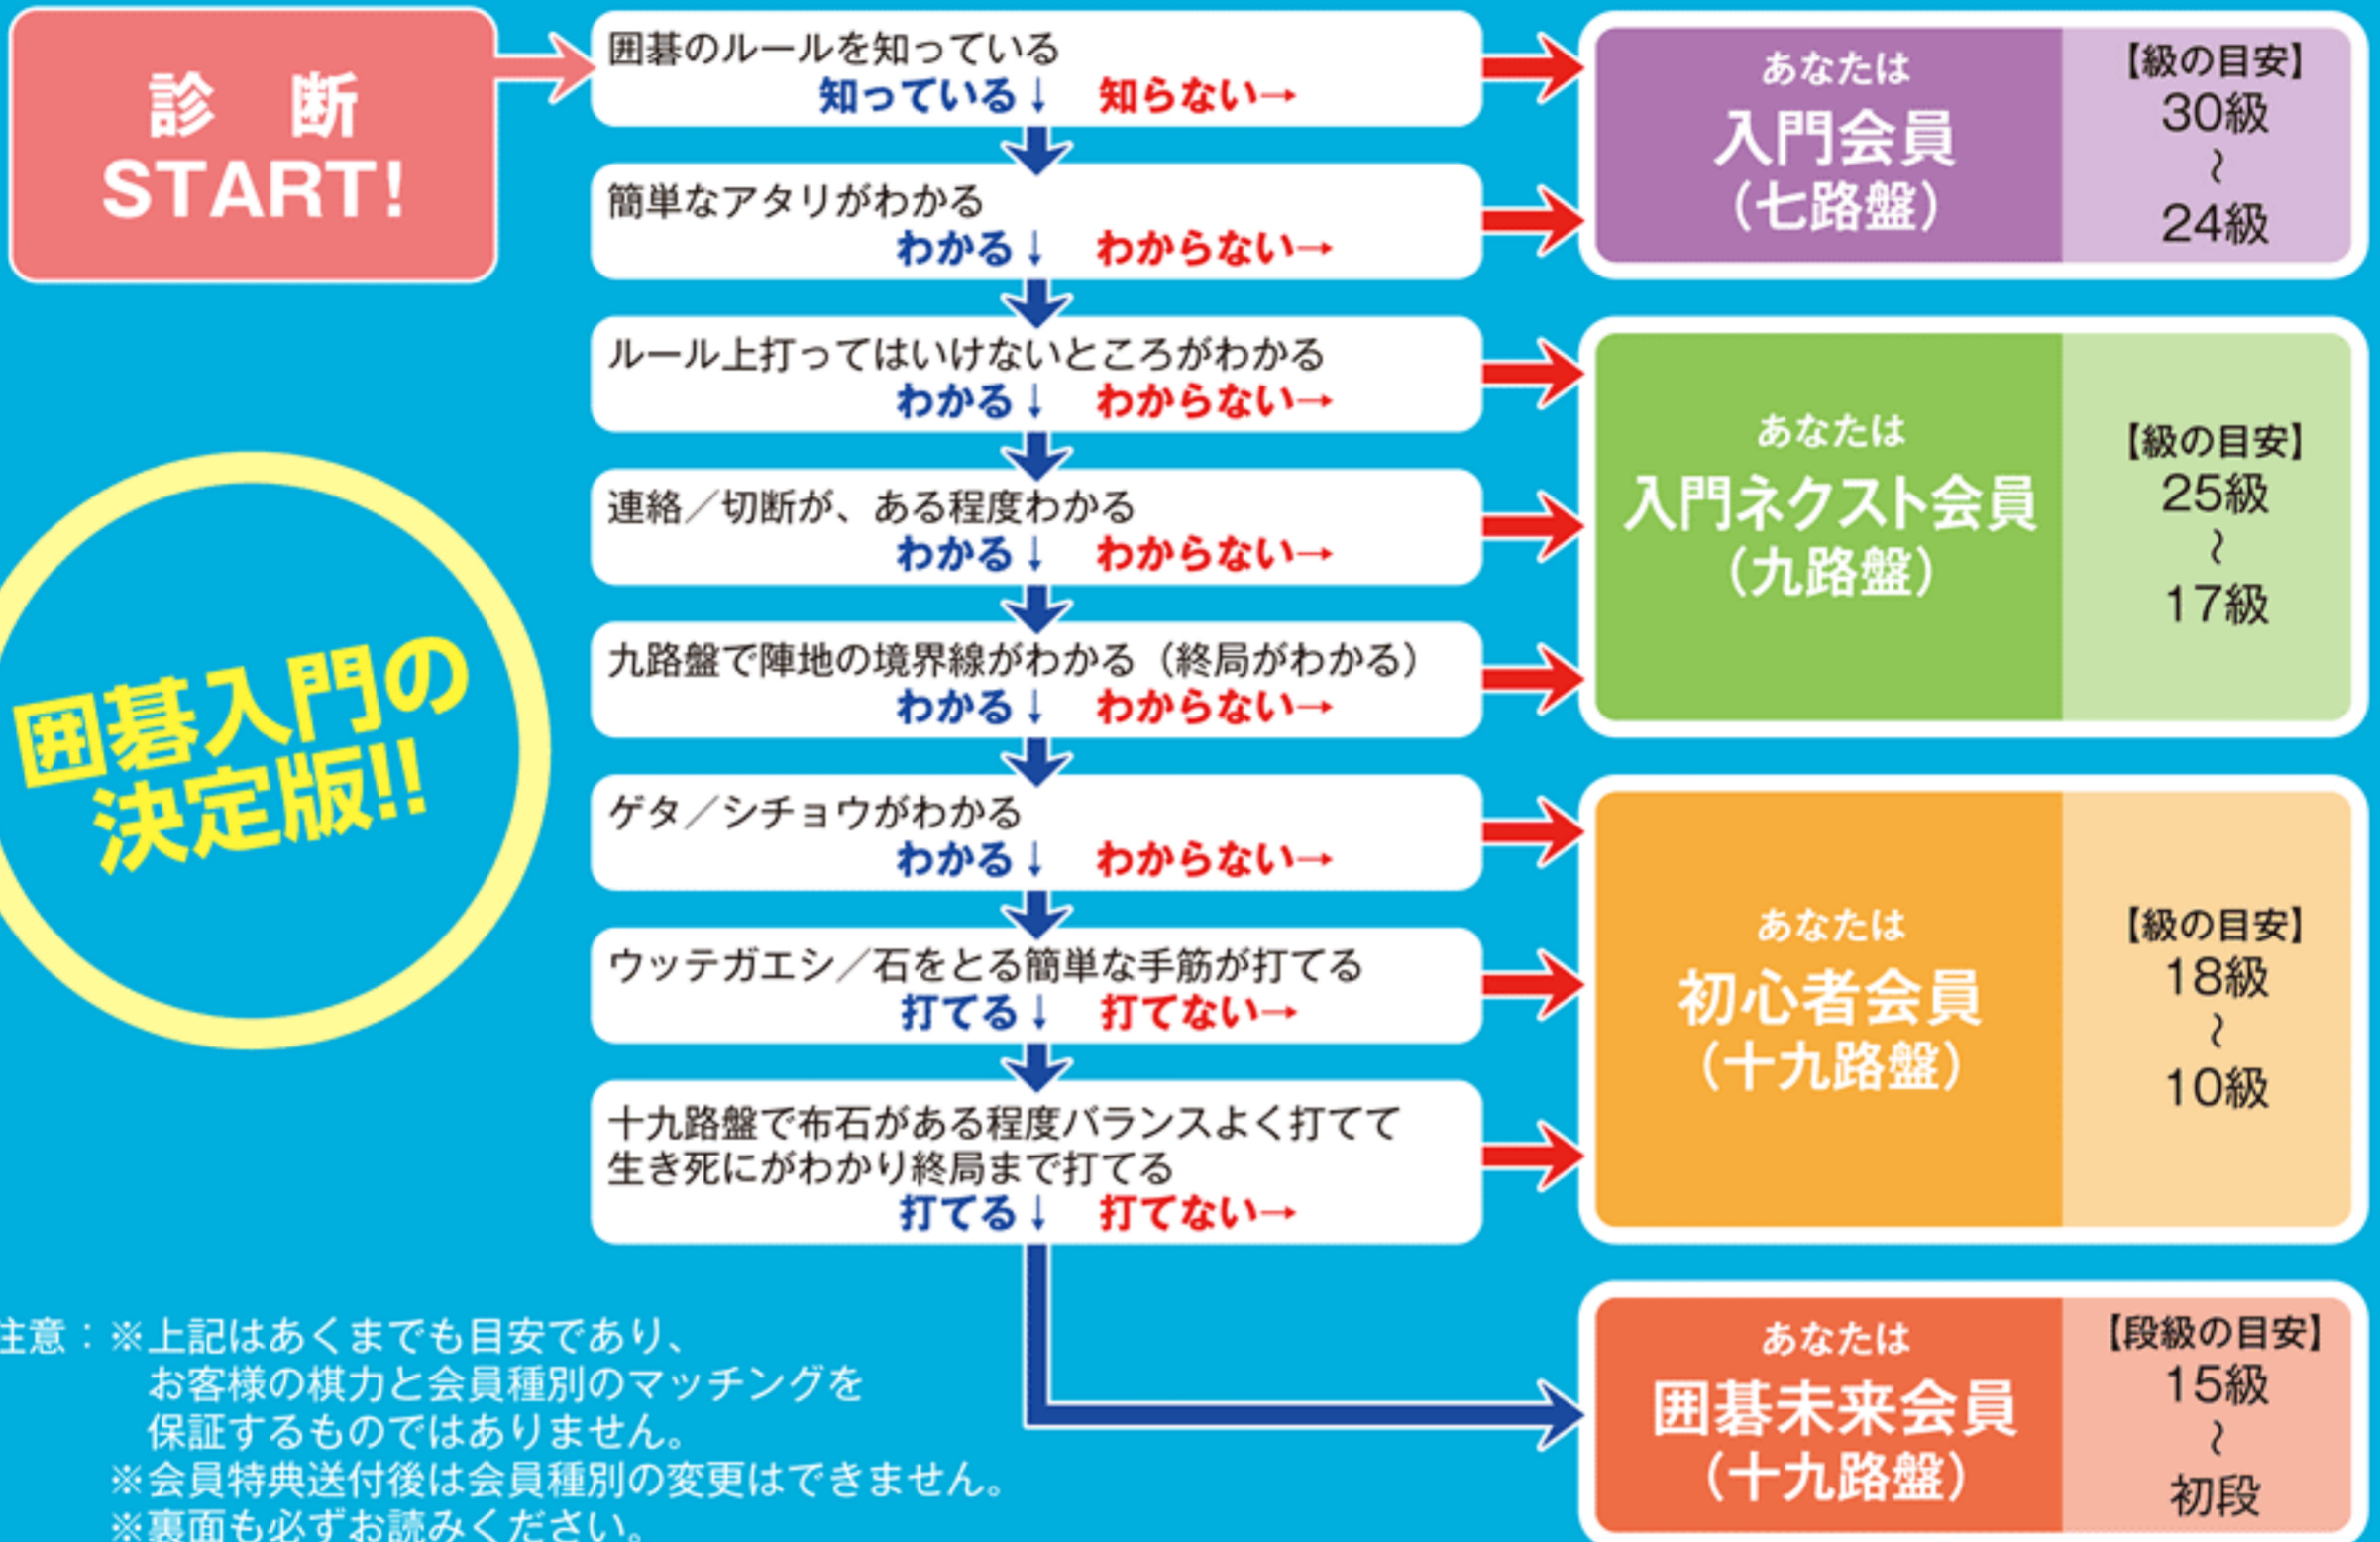 診 断
START!
囲碁のルールを知っている
知っている↓ 知らない→
簡単なアタリがわかる
わかる↓ わからない→
あなたは
入門会員
（七路盤）
【級の目安】
30級
～
24級
ルール上打ってはいけないところがわかる
わかる↓ わからない→
連絡／切断が、ある程度わかる
わかる↓ わからない→
九路盤で陣地の境界線がわかる（終局がわかる）
わかる↓ わからない→
あなたは
入門ネクスト会員
（九路盤）
【級の目安】
25級
～
17級
囲碁入門の
決定版!!
ゲタ／シチョウがわかる
わかる↓ わからない→
ウッテガエシ／石をとる簡単な手筋が打てる
打てる↓ 打てない→
十九路盤で布石がある程度バランスよく打てて
生き死にがわかり終局まで打てる
打てる↓ 打てない→
あなたは
初心者会員
（十九路盤）
【級の目安】
18級
～
10級
あなたは
囲碁未来会員
（十九路盤）
【段級の目安】
15級
～
初段
注意：※上記はあくまでも目安であり、
お客様の棋力と会員種別のマッチングを
保証するものではありません。
※会員特典送付後は会員種別の変更はできません。
※裏面も必ずお読みください。